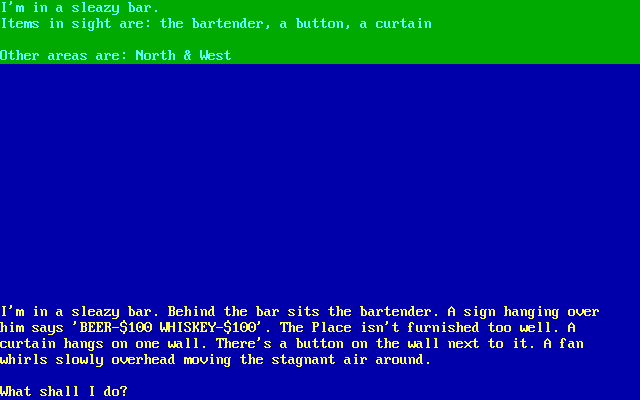 I'm in a sleazy bar.
Items in sight are: the bartender, a button, a curtain
Other areas are: North & West
I'm in a sleazy bar. Behind the bar sits the bartender. A sign hanging over
him says 'BEER-$100 WHISKEY-$100'. The Place isn't furnished too well. A
curtain hangs on one wall. There's a button on the wall next to it. A fan
whirls slowly overhead moving the stagnant air around.
What shall I do?